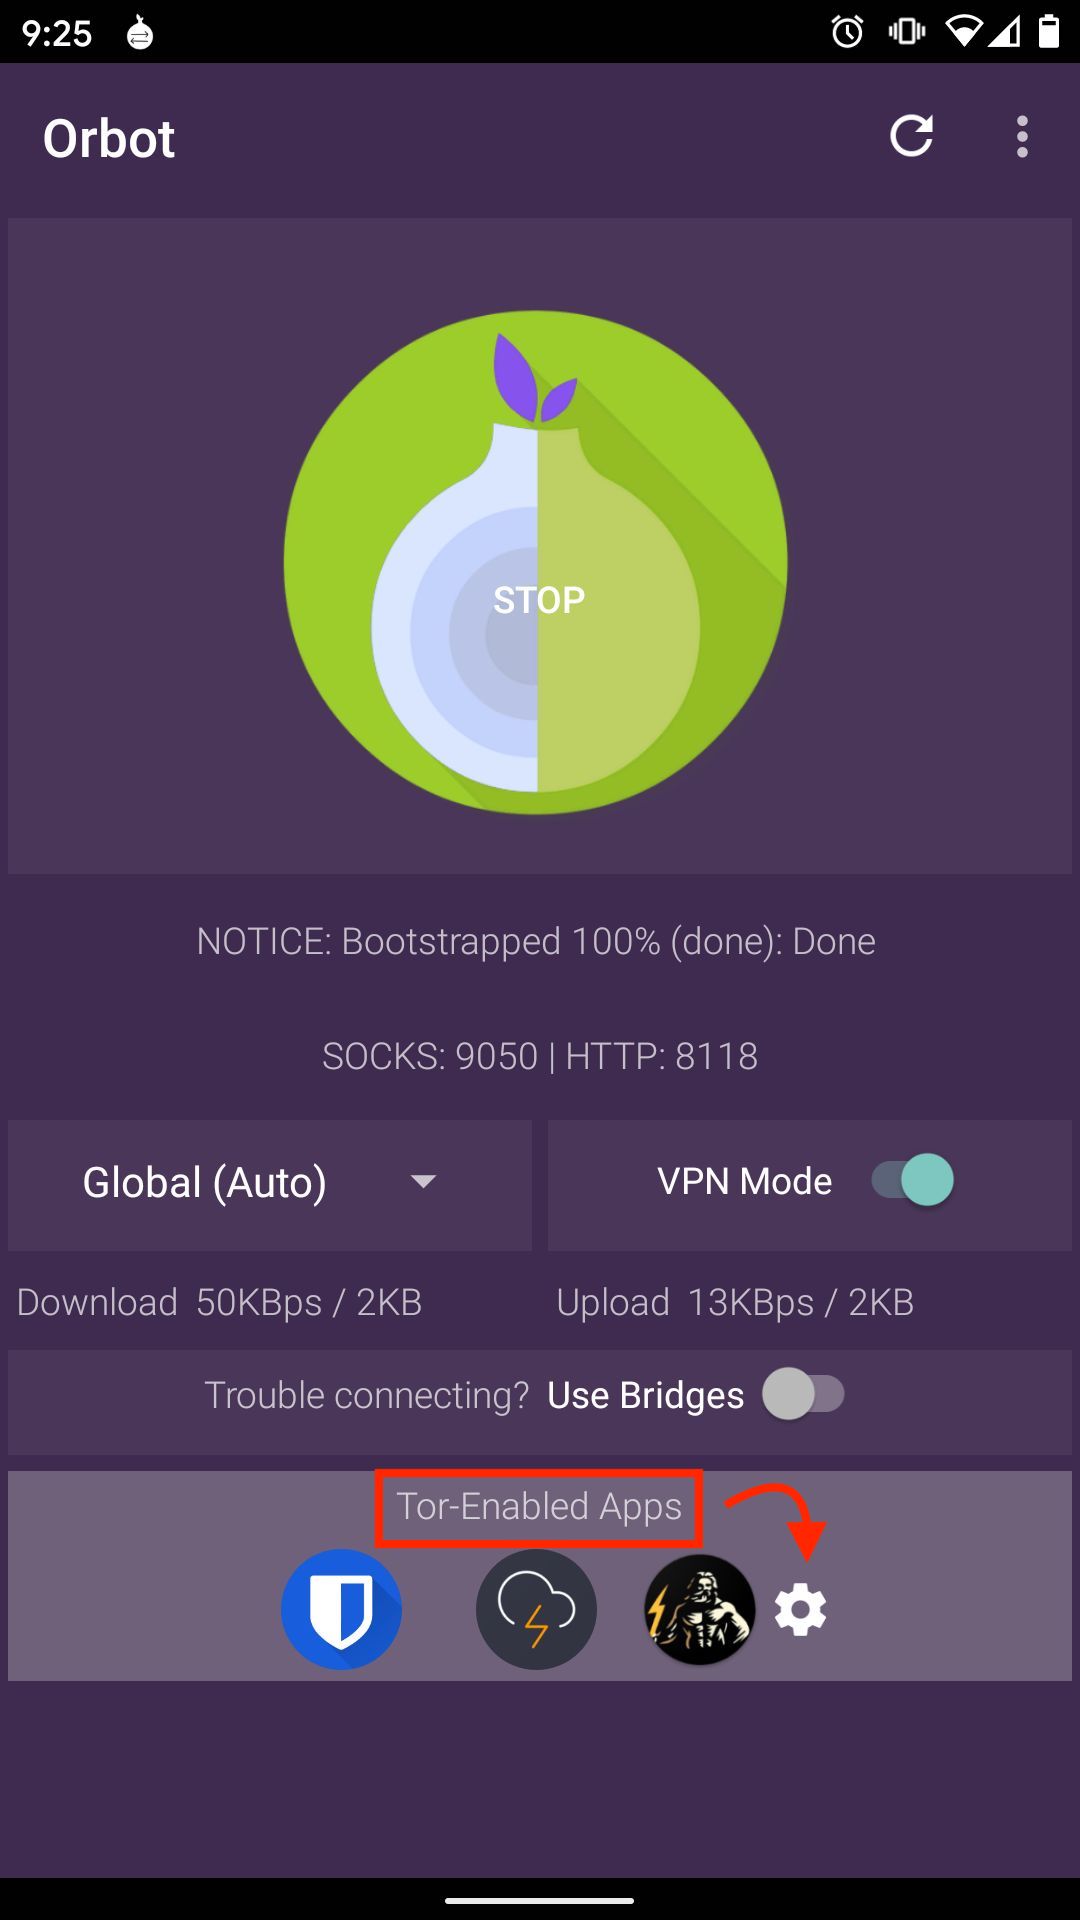 9:25
Orbot
STOP
NOTICE: Bootstrapped 100% (done): Done
SOCKS: 9050 | HTTP: 8118
Global (Auto)
VPN Mode
Download 50KBps / 2KB
Upload 13KBps / 2KB
Trouble connecting? Use Bridges
Tor-Enabled Apps